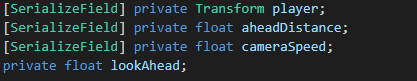 [SerializeField] private Transform player;
[SerializeField] private float aheadDistance;
[SerializeField] private float cameraSpeed;
private float lookAhead;